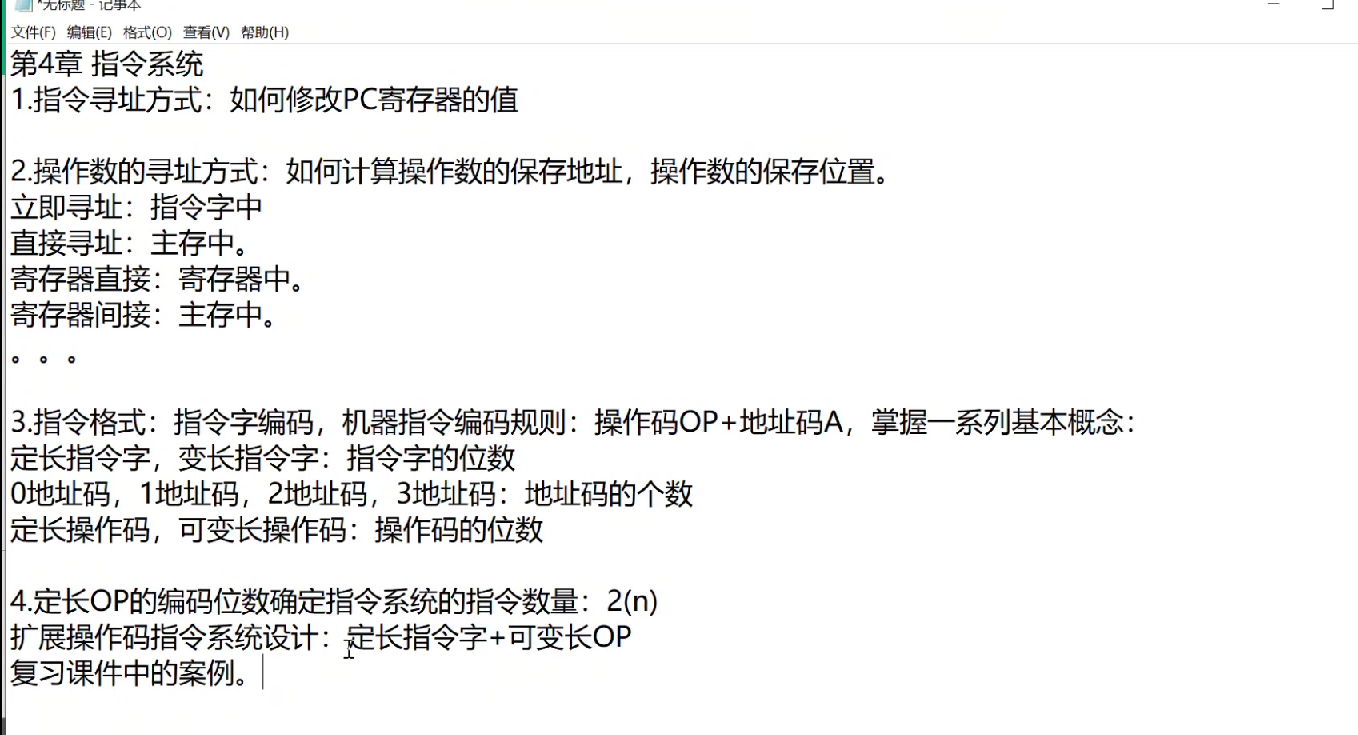 *无标题 - 记事本
文件(F) 编辑(E) 格式(O) 查看(V) 帮助(H)
第4章 指令系统
1.指令寻址方式：如何修改PC寄存器的值
2.操作数的寻址方式：如何计算操作数的保存地址，操作数的保存位置。
立即寻址：指令字中
直接寻址：主存中。
寄存器直接：寄存器中。
寄存器间接：主存中。
。。。
3.指令格式：指令字编码，机器指令编码规则：操作码OP+地址码A，掌握一系列基本概念：
定长指令字，变长指令字：指令字的位数
0地址码，1地址码，2地址码，3地址码：地址码的个数
定长操作码，可变长操作码：操作码的位数
4.定长OP的编码位数确定指令系统的指令数量：2(n)
扩展操作码指令系统设计：定长指令字+可变长OP
复习课件中的案例。